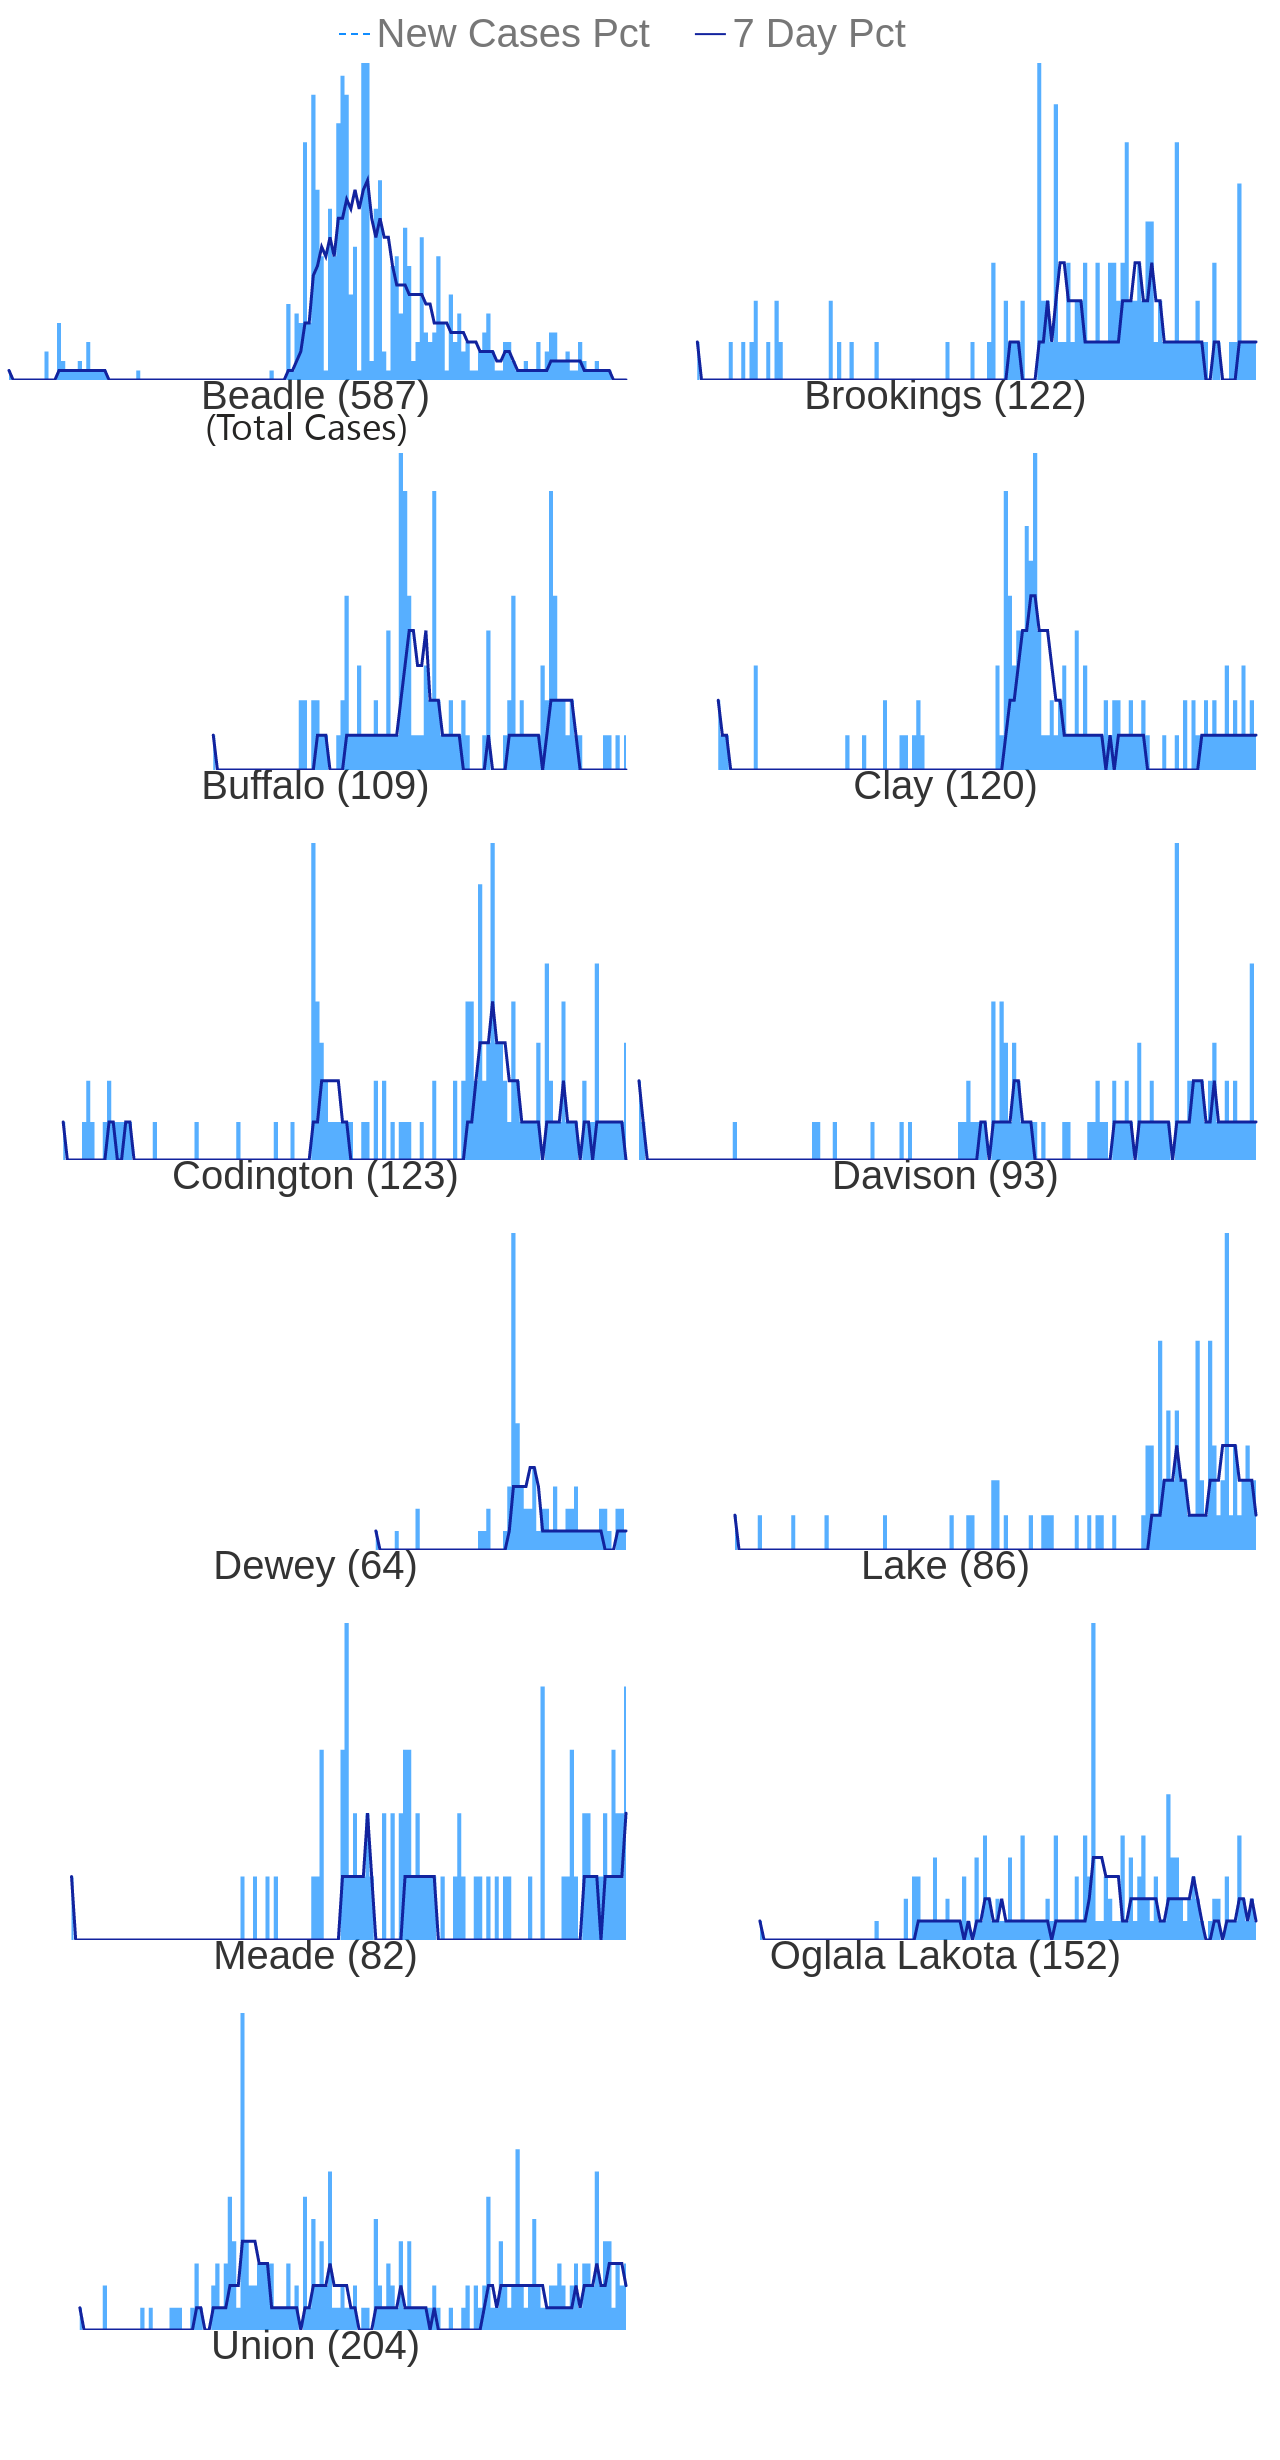 New Cases Pct 7 Day Pct
Beadle (587) Brookings (122)
(Total Cases)
Buffalo (109) Clay (120)
Codington (123) Davison (93)
Dewey (64) Lake (86)
Meade (82) Oglala Lakota (152)
Union (204)